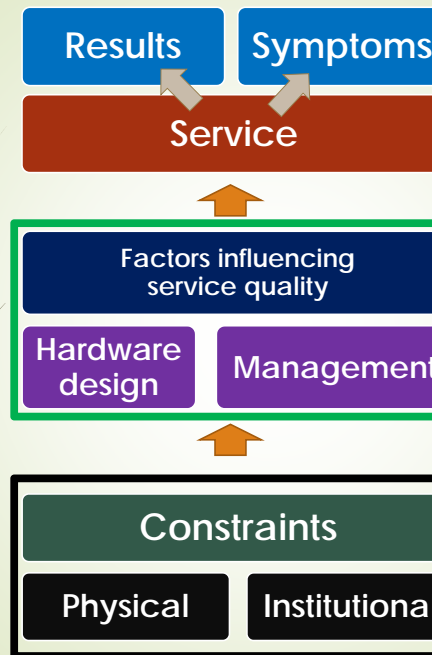 Results
Symptoms
Service
Factors influencing
service quality
Hardware
design
Management
Constraints
Physical
Institutiona